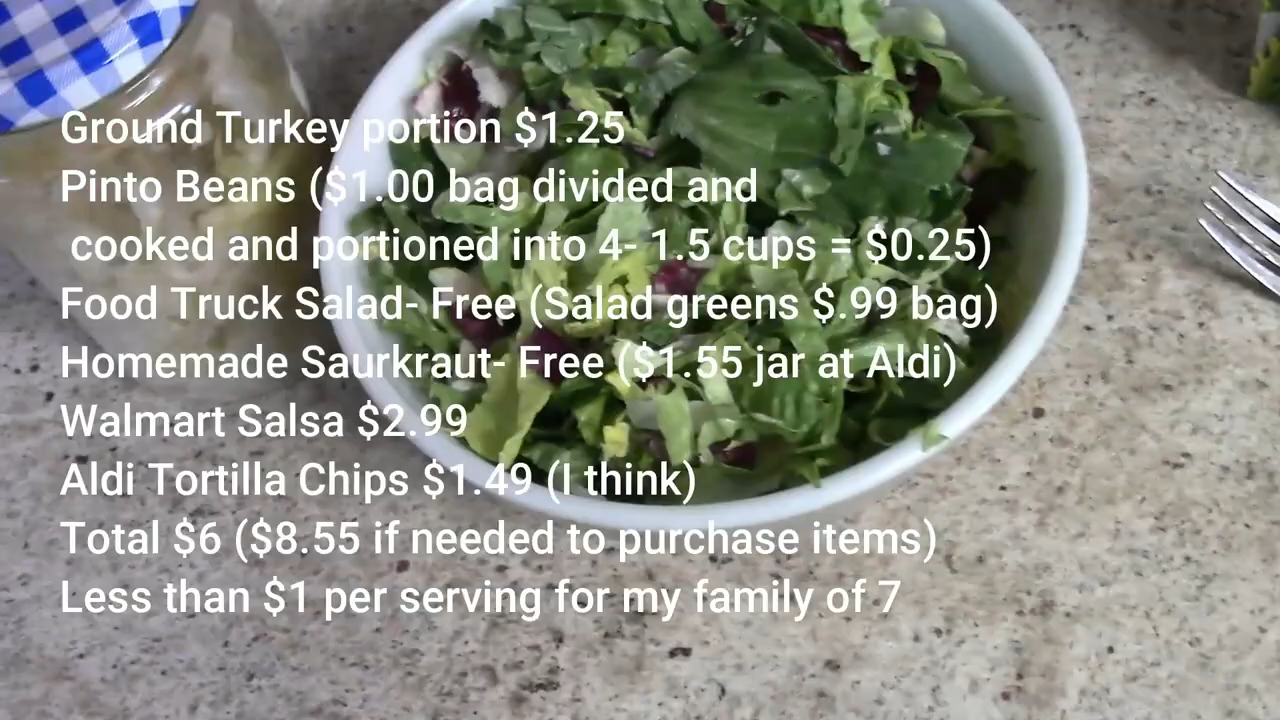 Ground Turkey portion $1.25
Pinto Beans ($1.00 bag divided and
cooked and portioned into 4- 1.5 cups = $0.25)
Food Truck Salad- Free (Salad greens $.99 bag)
Homemade Saurkraut- Free ($1.55 jar at Aldi)
Walmart Salsa $2.99
Aldi Tortilla Chips $1.49 (I think)
Total $6 ($8.55 if needed to purchase items)
Less than $1 per serving for my family of 7